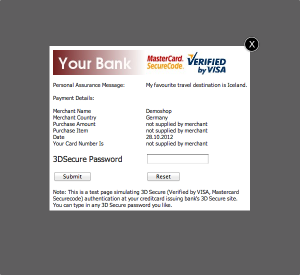 X
Your Bank MasterCard. SecureCode. VERIFIED by VISA
Personal Assurance Message: My favourite travel destination is Iceland.
Payment Details:
Merchant Name Demoshop
Merchant Country Germany
Purchase Amount not supplied by merchant
Purchase Item not supplied by merchant
Date 28.10.2012
Your Card Number Is not supplied by merchant
3DSecure Password
Submit Reset
Note: This is a test page simulating 3D Secure (Verified by VISA, Mastercard
Securecode) authentication at your creditcard issuing bank's 3D Secure site.
You can type in any 3D Secure password you like.